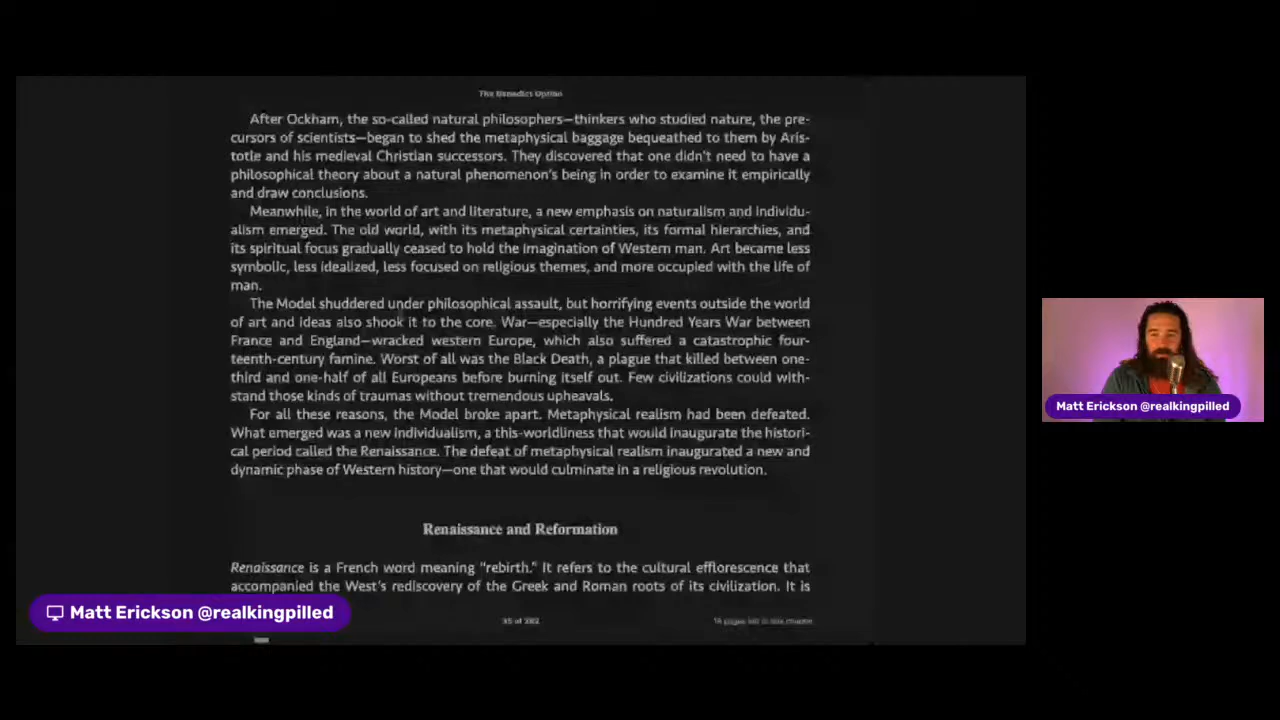 The Benedict Option
After Ockham, the so-called natural philosophers—thinkers who studied nature, the pre-
cursors of scientists—began to shed the metaphysical baggage bequeathed to them by Aris-
totle and his medieval Christian successors. They discovered that one didn't need to have a
philosophical theory about a natural phenomenon's being in order to examine it empirically
and draw conclusions.
Meanwhile, in the world of art and literature, a new emphasis on naturalism and individu-
alism emerged. The old world, with its metaphysical certainties, its formal hierarchies, and
its spiritual focus gradually ceased to hold the imagination of Western man. Art became less
symbolic, less idealized, less focused on religious themes, and more occupied with the life of
man.
The Model shuddered under philosophical assault, but horrifying events outside the world
of art and ideas also shook it to the core. War—especially the Hundred Years War between
France and England—wracked western Europe, which also suffered a catastrophic four-
teenth-century famine. Worst of all was the Black Death, a plague that killed between one-
third and one-half of all Europeans before burning itself out. Few civilizations could with-
stand those kinds of traumas without tremendous upheavals.
For all these reasons, the Model broke apart. Metaphysical realism had been defeated.
What emerged was a new individualism, a this-worldliness that would inaugurate the histori-
cal period called the Renaissance. The defeat of metaphysical realism inaugurated a new and
dynamic phase of Western history—one that would culminate in a religious revolution.
Renaissance and Reformation
Renaissance is a French word meaning "rebirth." It refers to the cultural efflorescence that
accompanied the West's rediscovery of the Greek and Roman roots of its civilization. It is
35 of 282
pages left in this chapter
Matt Erickson @realkingpilled
Matt Erickson @realkingpilled